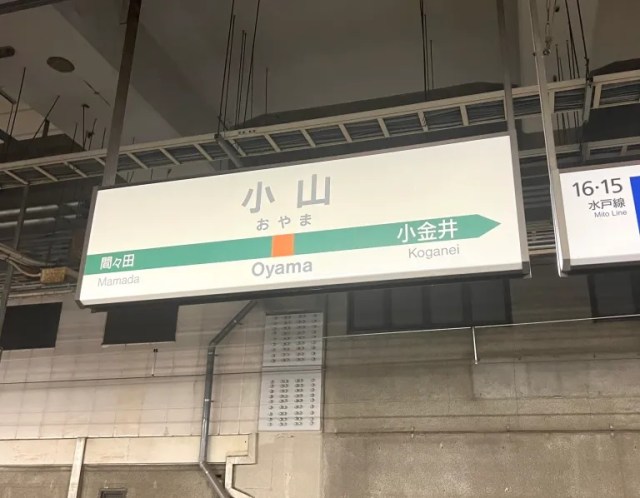 小山
おやま
間々田
小金井
Mamada
Oyama
Koganei
16・15
水戸線
Mito Line